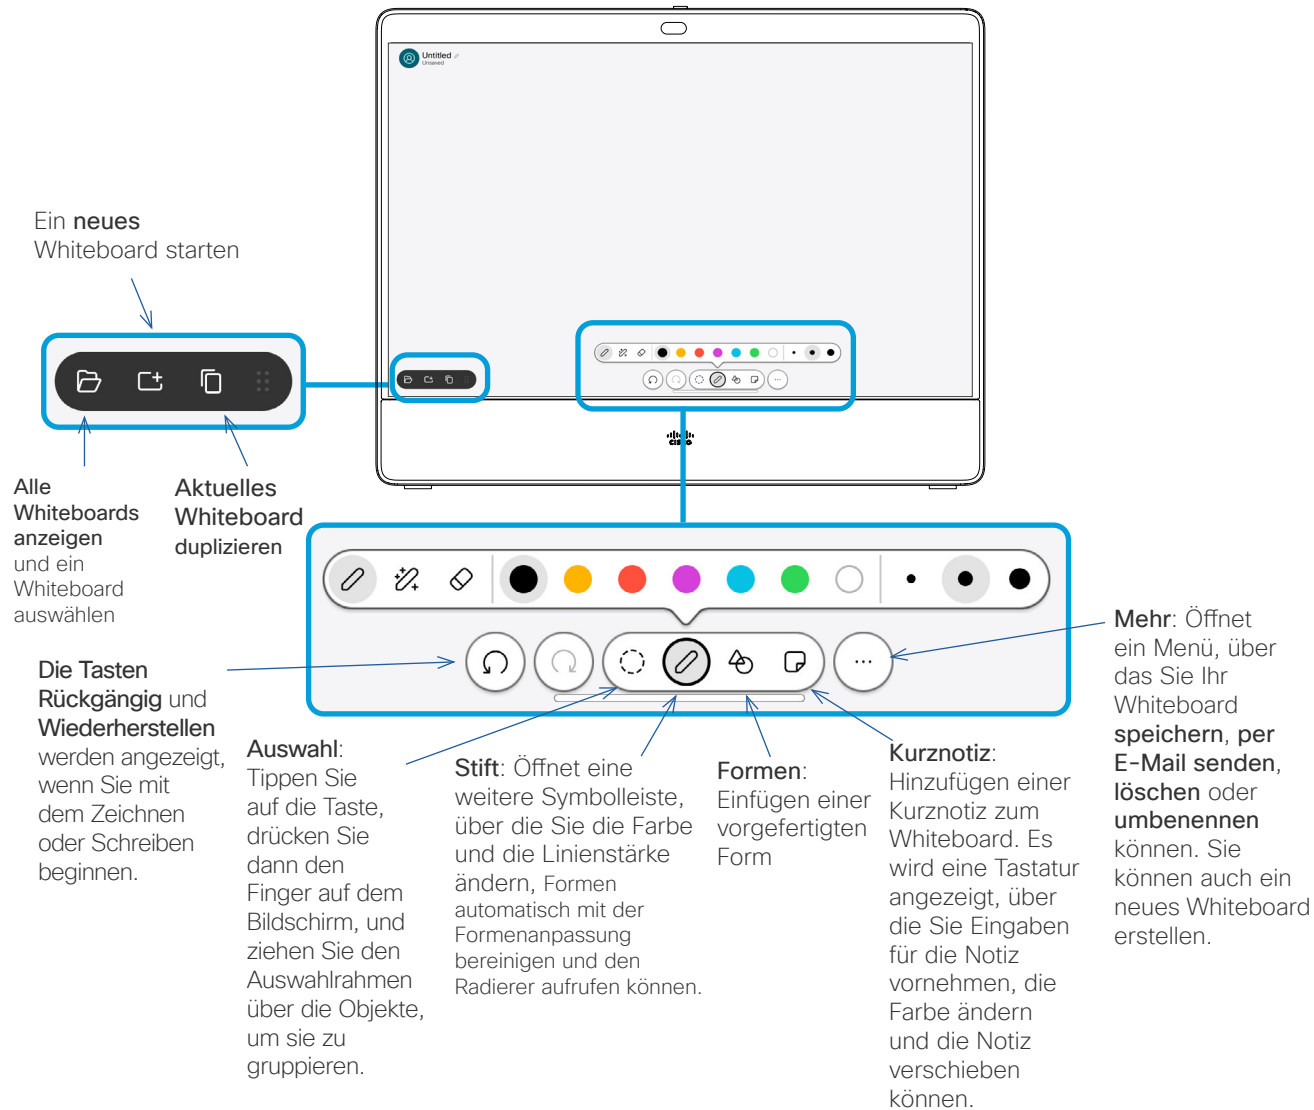 Untitled
Unsaved
Ein neues
Whiteboard starten
CISCO
Alle
Whiteboards
anzeigen
und ein
Whiteboard
auswählen
Aktuelles
Whiteboard
duplizieren
Die Tasten
Rückgängig und
Wiederherstellen
werden angezeigt,
wenn Sie mit
dem Zeichnen
oder Schreiben
beginnen.
Auswahl:
Tippen Sie
auf die Taste,
drücken Sie
dann den
Finger auf dem
Bildschirm, und
ziehen Sie den
Auswahlrahmen
über die Objekte,
um sie zu
gruppieren.
Stift: Öffnet eine
weitere Symbolleiste,
über die Sie die Farbe
und die Linienstärke
ändern, Formen
automatisch mit der
Formenanpassung
bereinigen und den
Radierer aufrufen können.
Formen:
Einfügen einer
vorgefertigten
Form
Kurznotiz:
Hinzufügen einer
Kurznotiz zum
Whiteboard. Es
wird eine Tastatur
angezeigt, über
die Sie Eingaben
für die Notiz
vornehmen, die
Farbe ändern
und die Notiz
verschieben
können.
Mehr: Öffnet
ein Menü, über
das Sie Ihr
Whiteboard
speichern, per
E-Mail senden,
löschen oder
umbenennen
können. Sie
können auch ein
neues Whiteboard
erstellen.